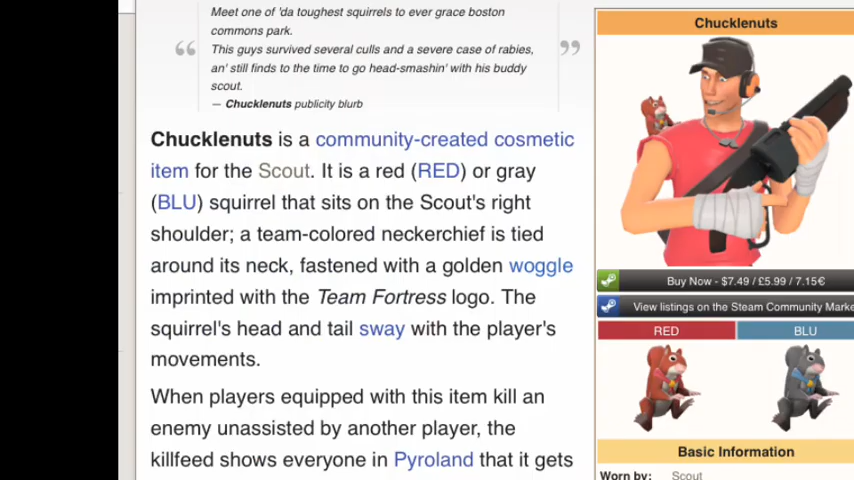 Meet one of 'da toughest squirrels to ever grace boston
commons park.
This guys survived several culls and a severe case of rabies,
an' still finds to the time to go head-smashin' with his buddy
scout.
— Chucklenuts publicity blurb
Chucklenuts is a community-created cosmetic
item for the Scout. It is a red (RED) or gray
(BLU) squirrel that sits on the Scout's right
shoulder; a team-colored neckerchief is tied
around its neck, fastened with a golden woggle
imprinted with the Team Fortress logo. The
squirrel's head and tail sway with the player's
movements.
When players equipped with this item kill an
enemy unassisted by another player, the
killfeed shows everyone in Pyroland that it gets
Chucklenuts
Buy Now - $7.49 / £5.99 / 7.15€
View listings on the Steam Community Marke
RED BLU
Basic Information
Worn by: Scout